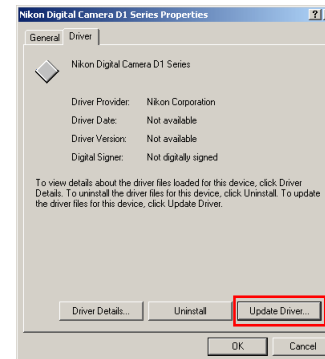 Nikon Digital Camera D1 Series Properties ?
General Driver
Nikon Digital Camera D1 Series
Driver Provider: Nikon Corporation
Driver Date: Not available
Driver Version: Not available
Digital Signer: Not digitally signed
To view details about the driver files loaded for this device, click Driver
Details. To uninstall the driver files for this device, click Uninstall. To update
the driver files for this device, click Update Driver.
Driver Details... Uninstall Update Driver...
OK Cancel